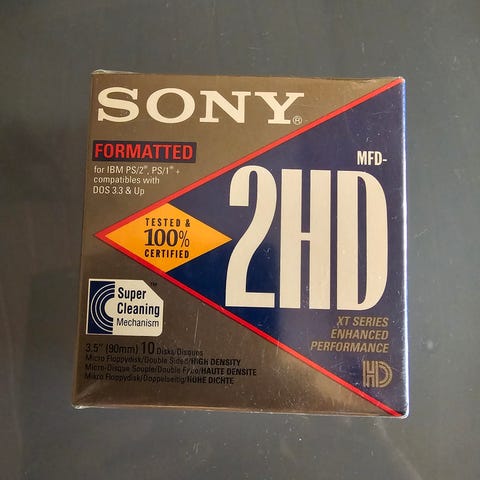 SONY®
FORMATTED
for IBM PS/2®, PS/1® +
compatibles with
DOS 3.3 & Up
MFD-
2HD
TESTED &
100%
CERTIFIED
Super
Cleaning
Mechanism
™
XT SERIES
ENHANCED
PERFORMANCE
HD
3.5" (90mm) 10 Disks/Disques
Micro Floppydisk/Double Sided/HIGH DENSITY
Micro-Disque Souple/Double Face/HAUTE DENSITE
Mikro Floppydisk/Doppelseitig/HOHE DICHTE